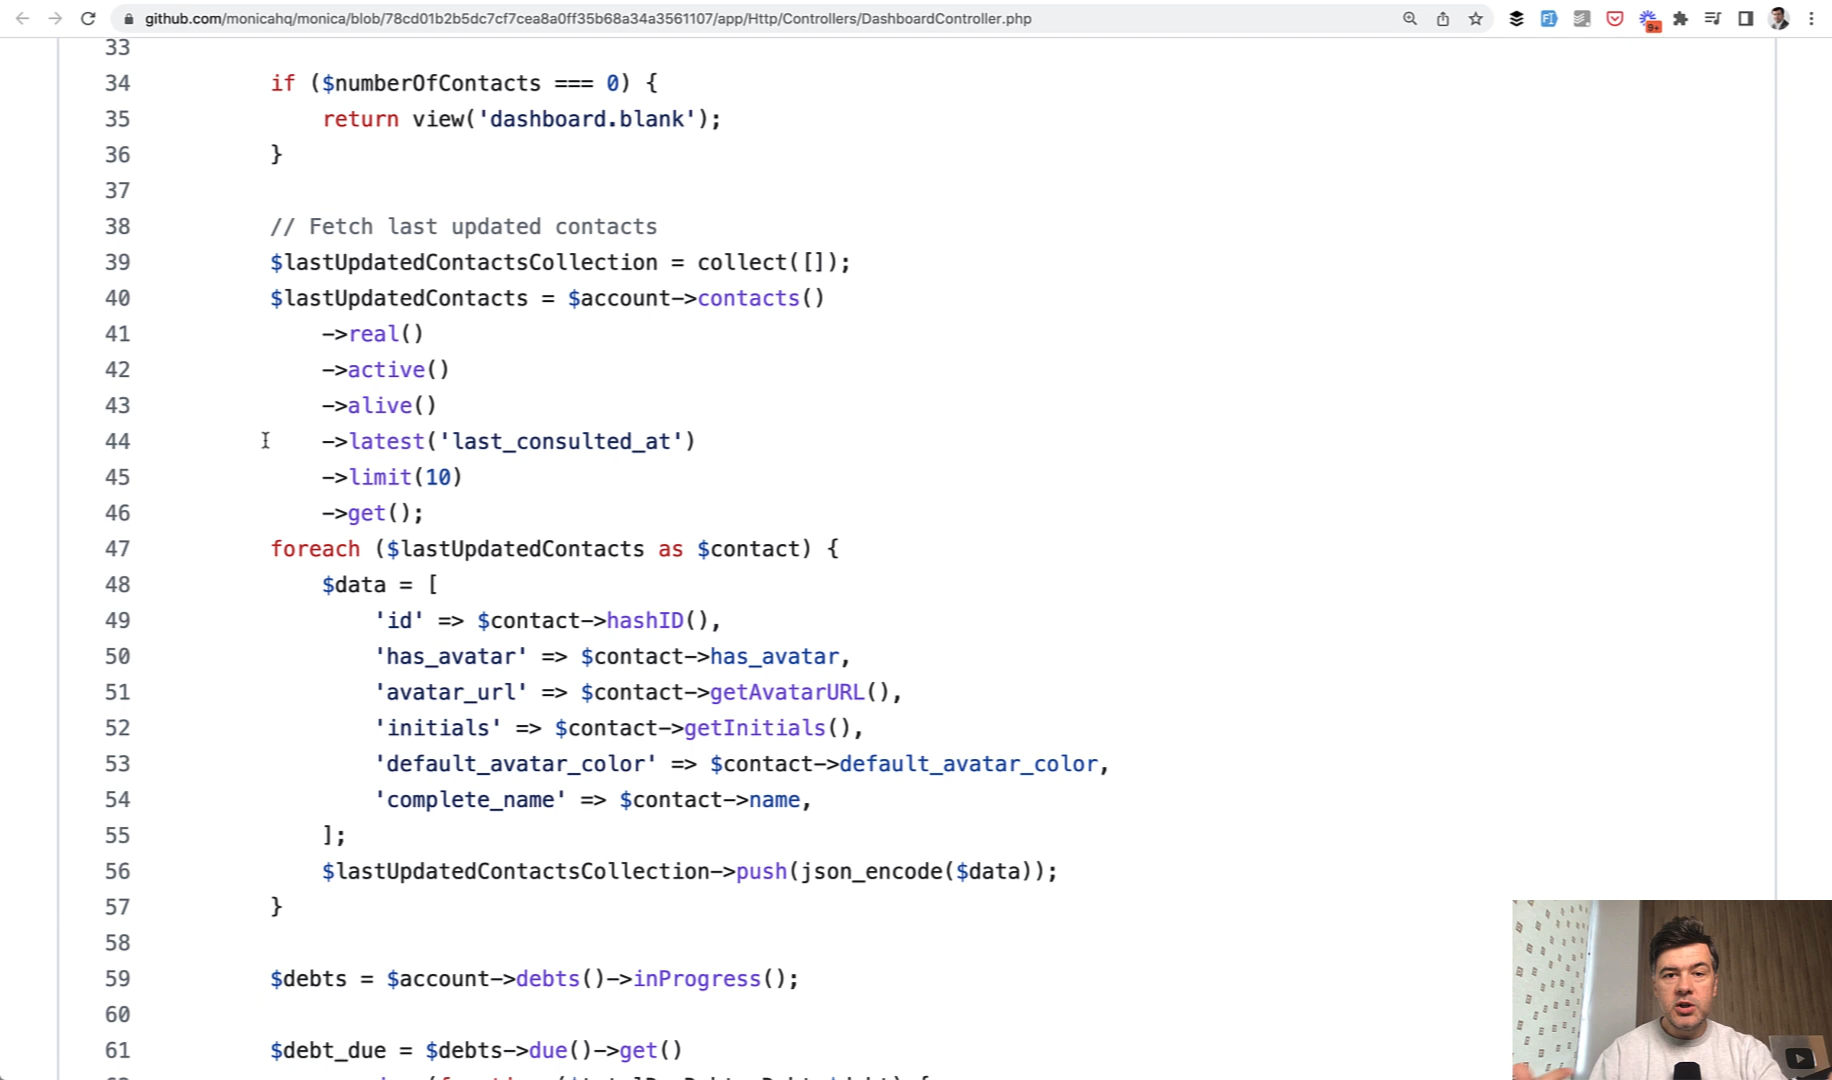 github.com/monicahq/monica/blob/78cd01b2b5dc7cf7cea8a0ff35b68a34a3561107/app/Http/Controllers/DashboardController.php
9+
33
34 if ($numberOfContacts === 0) {
35 return view('dashboard.blank');
36 }
37
38 // Fetch last updated contacts
39 $lastUpdatedContactsCollection = collect([]);
40 $lastUpdatedContacts = $account->contacts()
41 ->real()
42 ->active()
43 ->alive()
44 ->latest('last_consulted_at')
45 ->limit(10)
46 ->get();
47 foreach ($lastUpdatedContacts as $contact) {
48 $data = [
49 'id' => $contact->hashID(),
50 'has_avatar' => $contact->has_avatar,
51 'avatar_url' => $contact->getAvatarURL(),
52 'initials' => $contact->getInitials(),
53 'default_avatar_color' => $contact->default_avatar_color,
54 'complete_name' => $contact->name,
55 ];
56 $lastUpdatedContactsCollection->push(json_encode($data));
57 }
58
59 $debts = $account->debts()->inProgress();
60
61 $debt_due = $debts->due()->get()